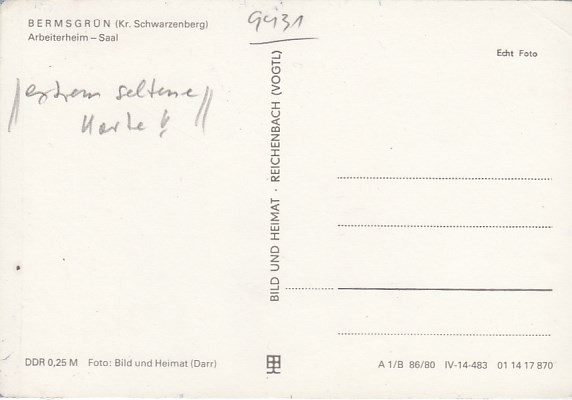 BERMSGRÜN (Kr. Schwarzenberg)
Arbeiterheim – Saal
extrem seltene
Karte !!
9931
Echt Foto
BILD UND HEIMAT · REICHENBACH (VOGTL)
DDR 0,25 M Foto: Bild und Heimat (Darr)
A 1/B 86/80 IV-14-483 01 14 17 870